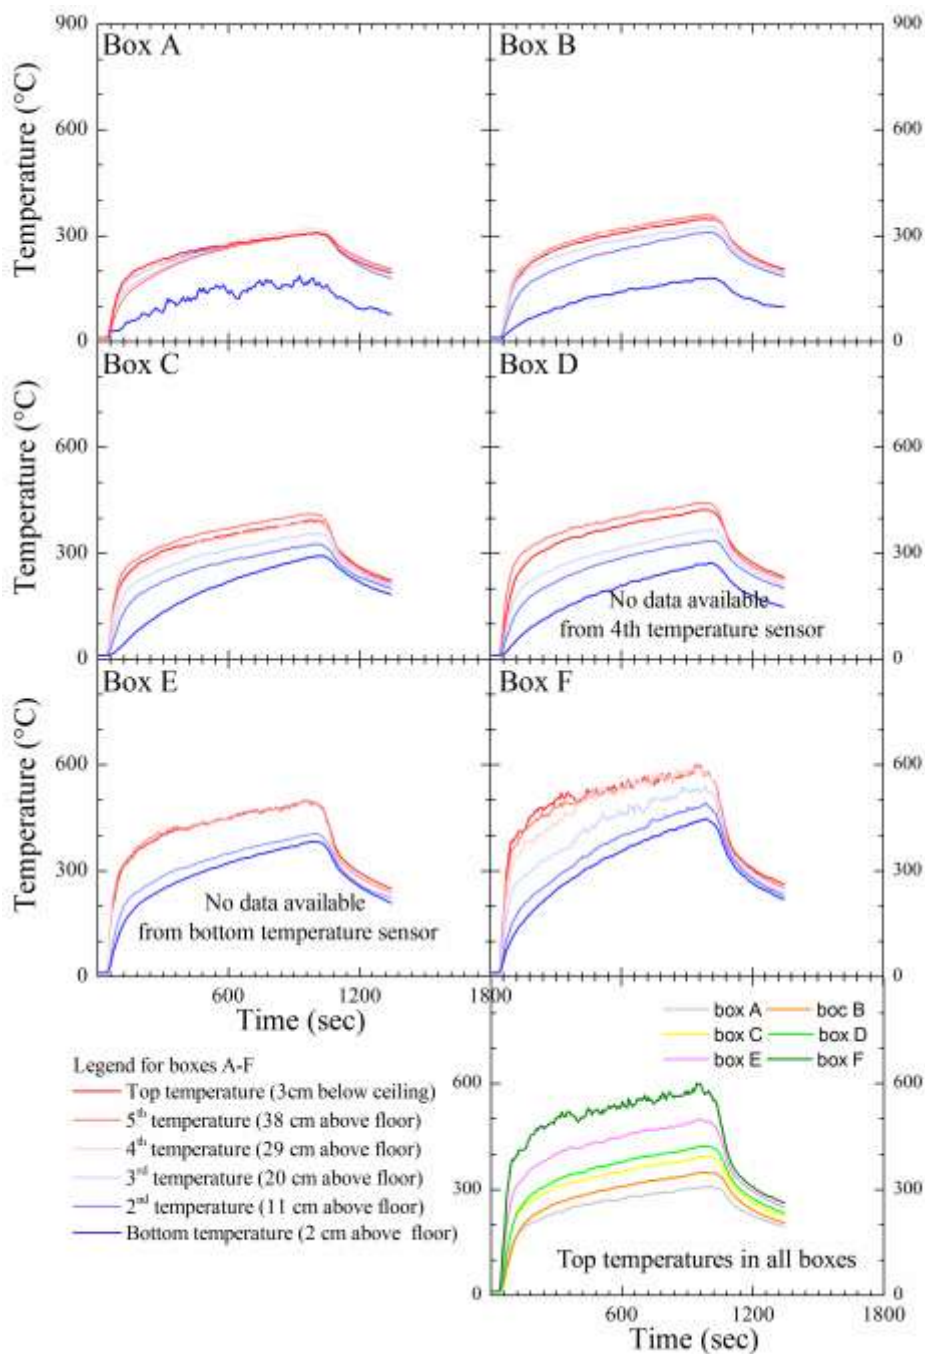 900
Box A
Box B
900
Temperature (°C)
600
600
300
300
0
0
Box C
Box D
Temperature (°C)
600
600
300
300
No data available
from 4th temperature sensor
0
0
Box E
Box F
Temperature (°C)
600
600
300
300
No data available
from bottom temperature sensor
0
0
600
1200
1800
Time (sec)
box A
boc B
box C
box D
box E
box F
Legend for boxes A-F
Top temperature (3cm below ceiling)
5th temperature (38 cm above floor)
4th temperature (29 cm above floor)
3rd temperature (20 cm above floor)
2nd temperature (11 cm above floor)
Bottom temperature (2 cm above floor)
600
600
300
300
Top temperatures in all boxes
0
0
600
1200
1800
Time (sec)